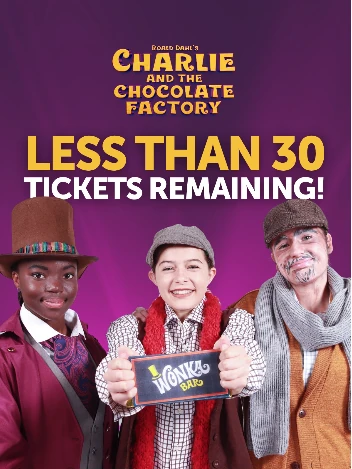 ROALD DAHL'S
CHARLIE
AND THE
CHOCOLATE
FACTORY
LESS THAN 30
TICKETS REMAINING!
WONKA
BAR